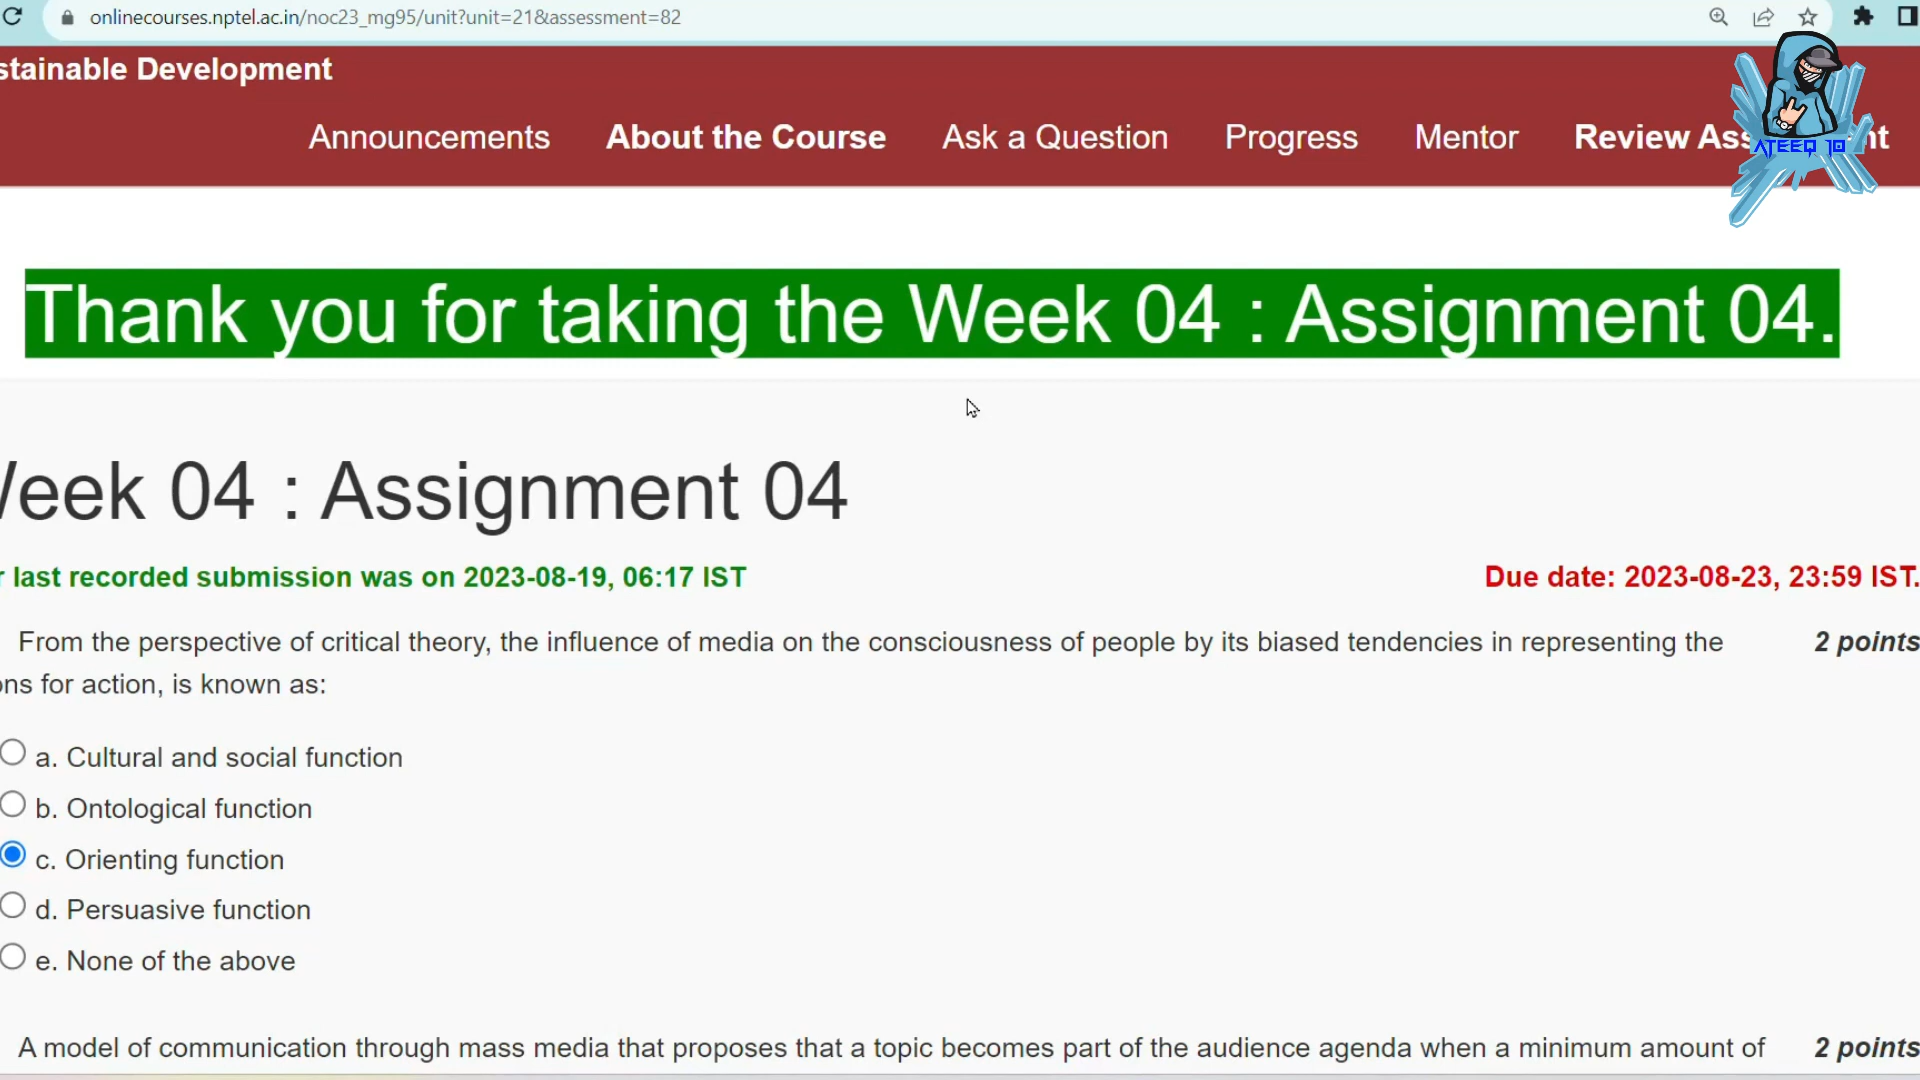 onlinecourses.nptel.ac.in/noc23_mg95/unit?unit=21&assessment=82
stainable Development
Announcements About the Course Ask a Question Progress Mentor Review Ass nt
ATEEQ 10
Thank you for taking the Week 04 : Assignment 04.
eek 04 : Assignment 04
r last recorded submission was on 2023-08-19, 06:17 IST Due date: 2023-08-23, 23:59 IST.
From the perspective of critical theory, the influence of media on the consciousness of people by its biased tendencies in representing the 2 points
ons for action, is known as:
a. Cultural and social function
b. Ontological function
c. Orienting function
d. Persuasive function
e. None of the above
A model of communication through mass media that proposes that a topic becomes part of the audience agenda when a minimum amount of 2 points